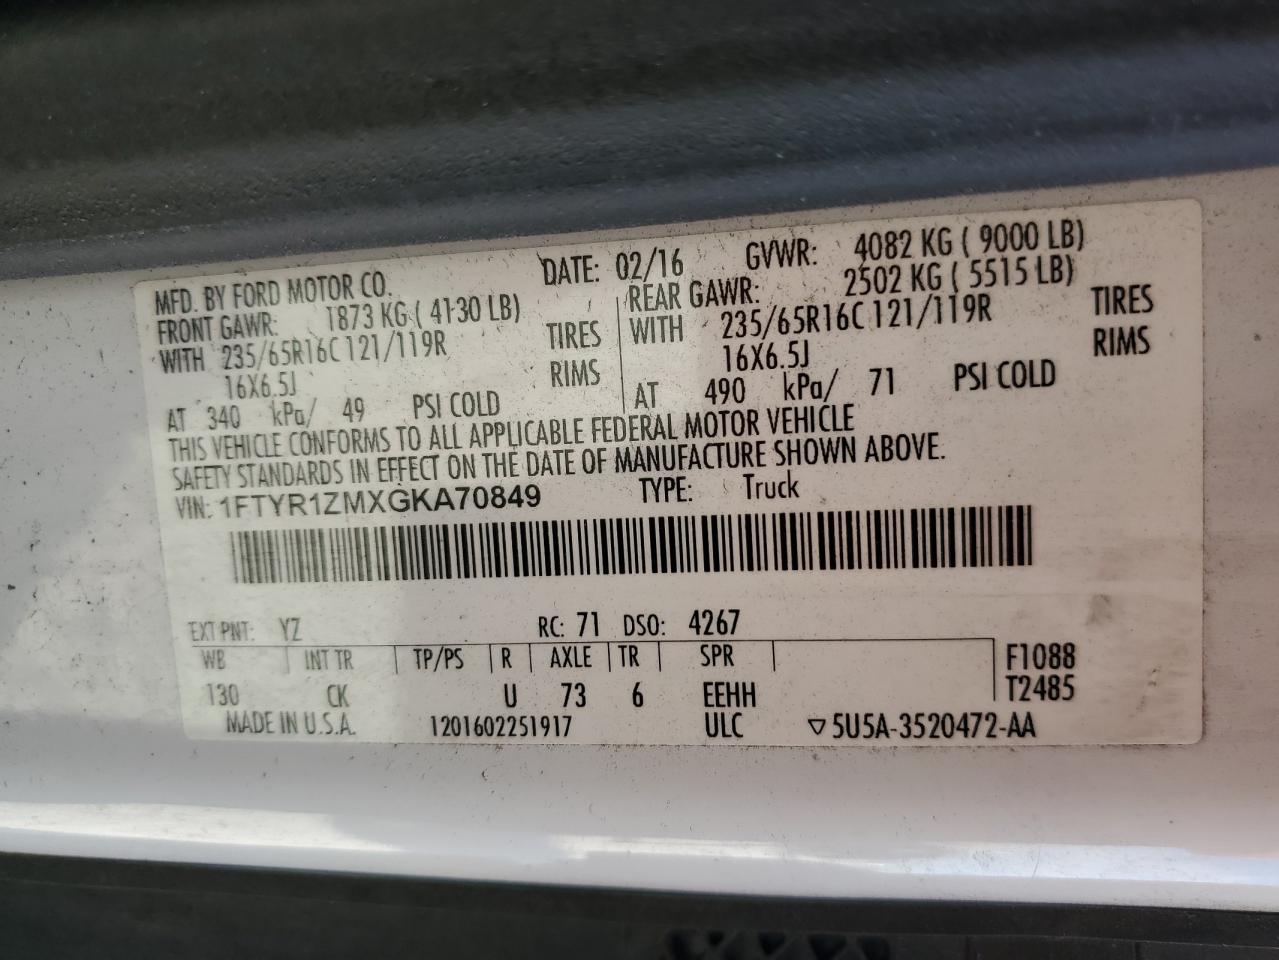 MFD. BY FORD MOTOR CO. DATE: 02/16 GVWR: 4082 KG ( 9000 LB)
FRONT GAWR: 1873 KG ( 4130 LB) REAR GAWR: 2502 KG ( 5515 LB)
WITH 235/65R16C 121/119R TIRES WITH 235/65R16C 121/119R TIRES
16X6.5J RIMS 16X6.5J RIMS
AT 340 kPa/ 49 PSI COLD AT 490 kPa/ 71 PSI COLD
THIS VEHICLE CONFORMS TO ALL APPLICABLE FEDERAL MOTOR VEHICLE
SAFETY STANDARDS IN EFFECT ON THE DATE OF MANUFACTURE SHOWN ABOVE.
VIN: 1FTYR1ZMXGKA70849 TYPE: Truck
EXT PNT: YZ RC: 71 DSO: 4267
WB INT TR TP/PS R AXLE TR SPR F1088
130 CK U 73 6 EEHH T2485
MADE IN U.S.A. 1201602251917 ULC ▽5U5A-3520472-AA